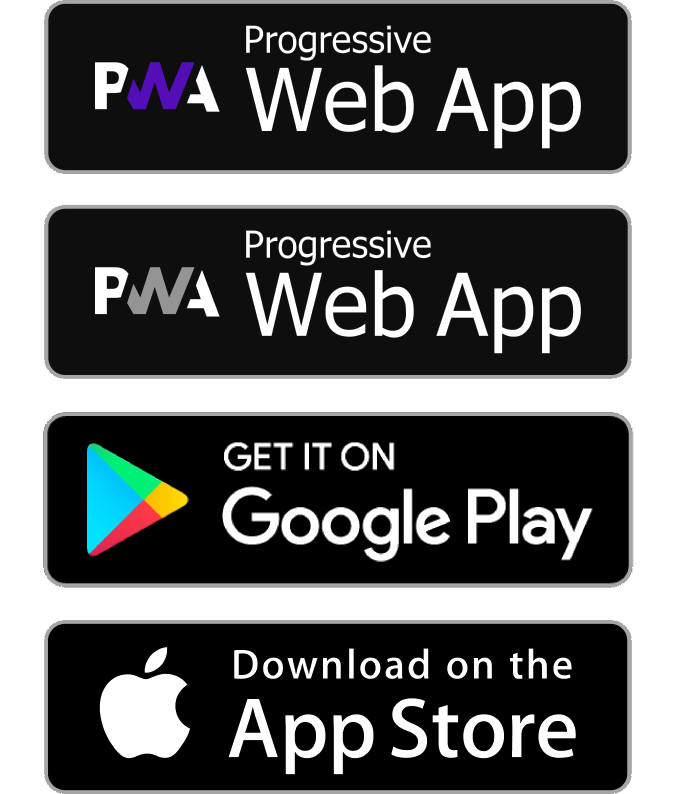 Progressive
PWA Web App
Progressive
PWA Web App
GET IT ON
Google Play
Download on the
App Store